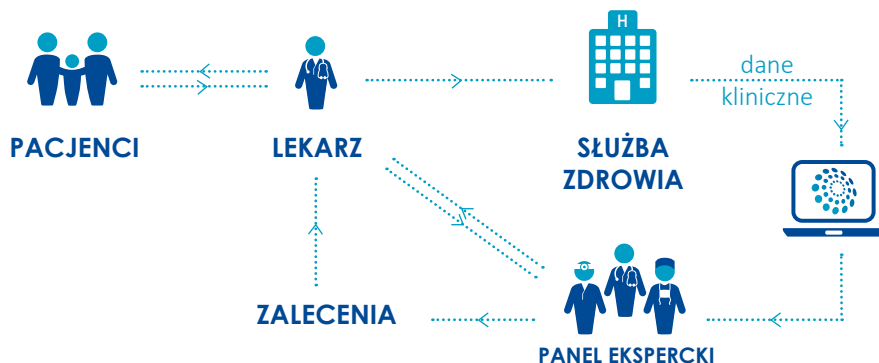 H
dane
kliniczne
PACJENCI
LEKARZ
SŁUŻBA
ZDROWIA
ZALECENIA
PANEL EKSPERCKI